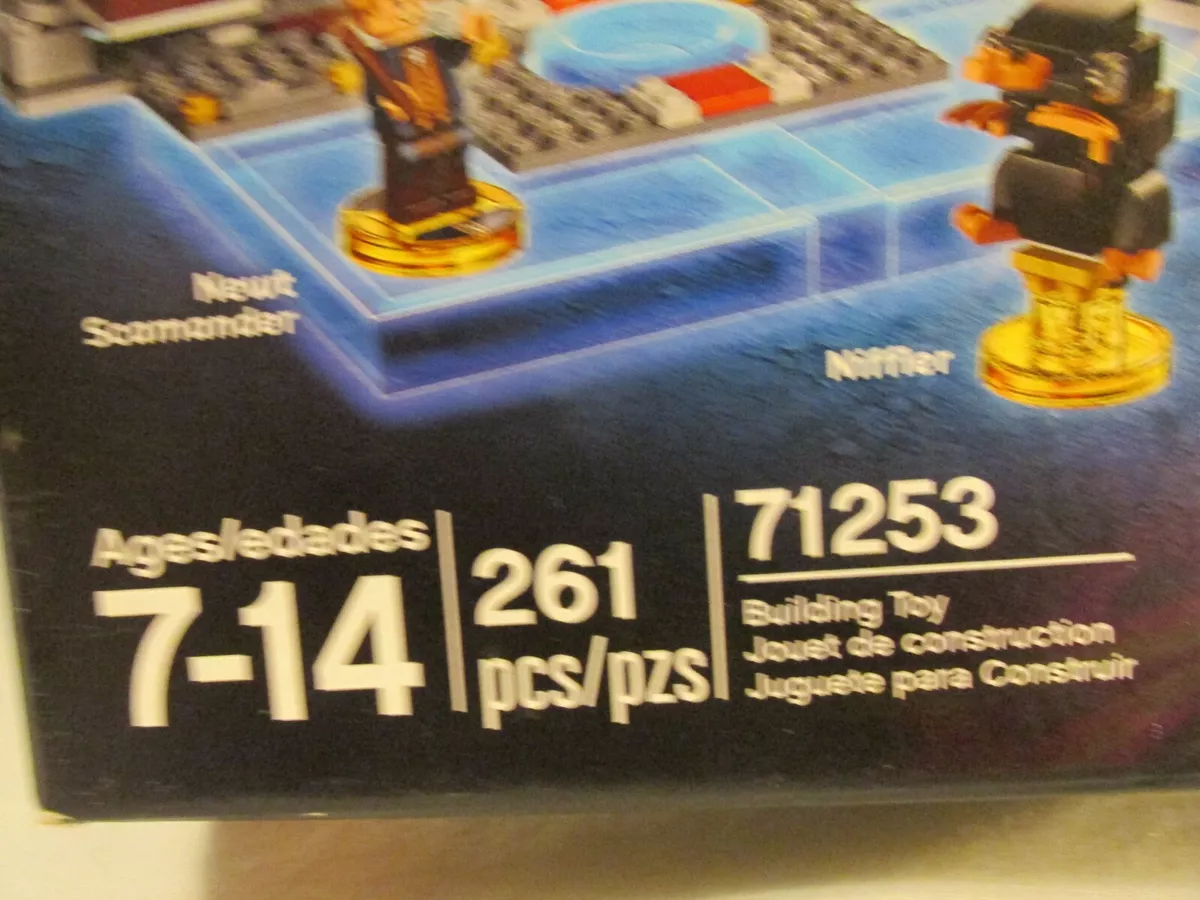 Newt
Scamander
Niffler
Ages/edades
7-14
261
pcs/pzs
71253
Building Toy
Jouet de construction
Juguete para Construir